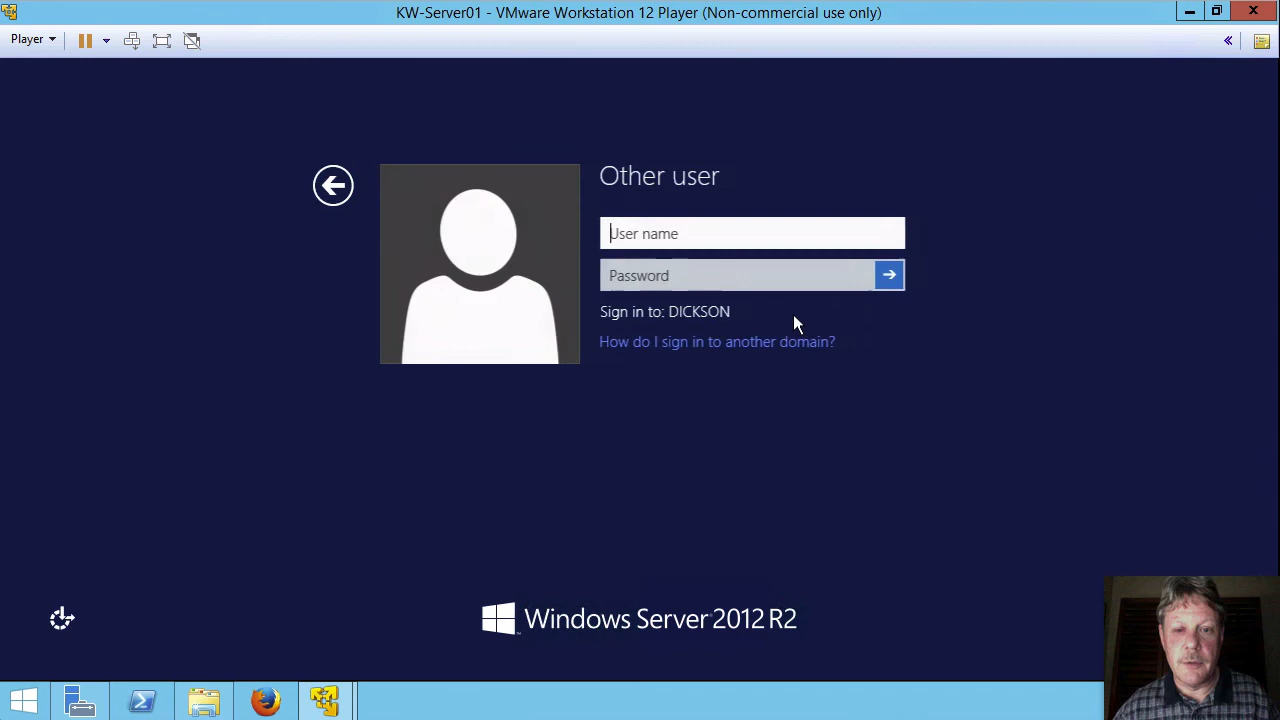 KW-Server01 - VMware Workstation 12 Player (Non-commercial use only)
Player
Other user
User name
Password
Sign in to: DICKSON
How do I sign in to another domain?
Windows Server 2012 R2